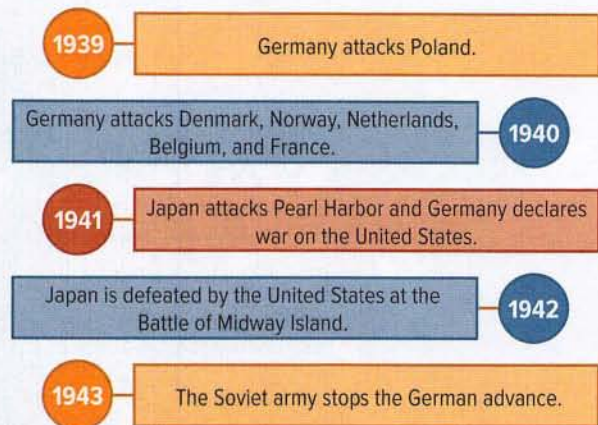 1939
Germany attacks Poland.
Germany attacks Denmark, Norway, Netherlands,
Belgium, and France.
1940
1941
Japan attacks Pearl Harbor and Germany declares
war on the United States.
Japan is defeated by the United States at the
Battle of Midway Island.
1942
1943
The Soviet army stops the German advance.